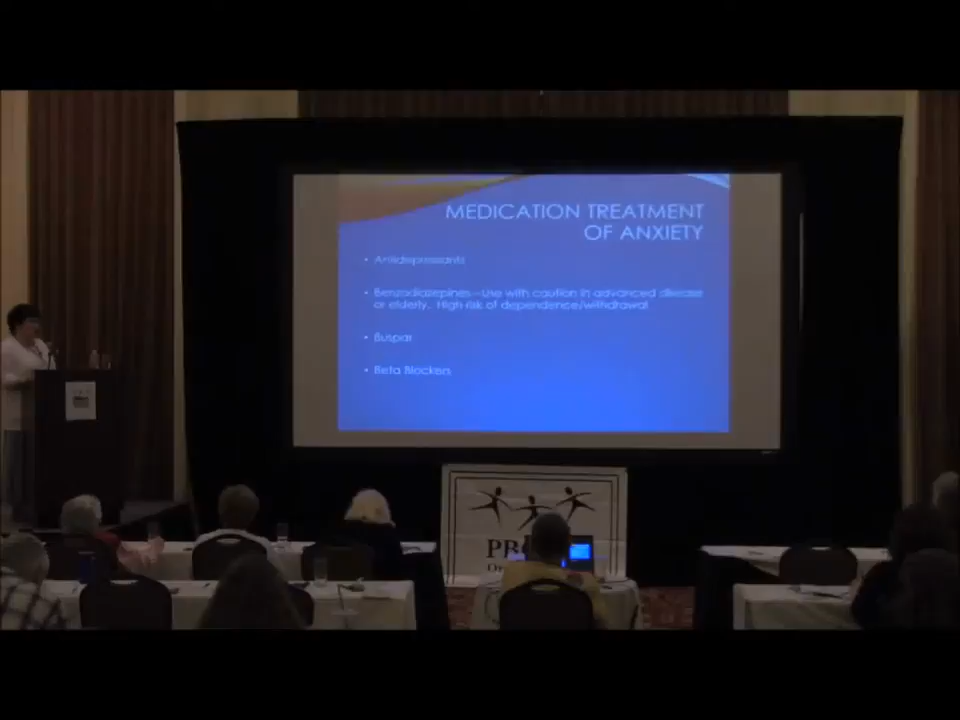 MEDICATION TREATMENT
OF ANXIETY
• Antidepressants
• Benzodiazepines—Use with caution in advanced disease
or elderly. High risk of dependence/withdrawal
• Buspar
• Beta Blockers